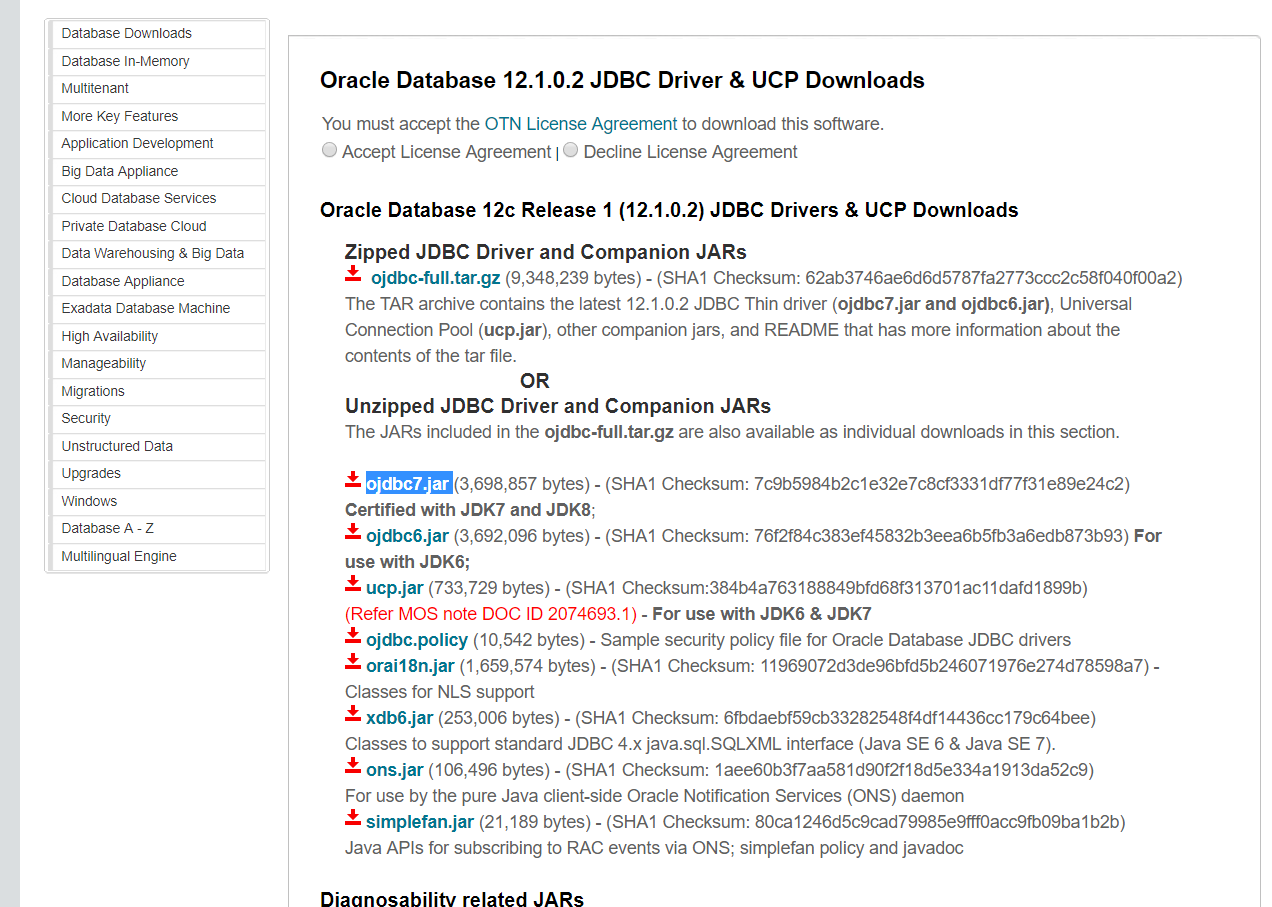 Database Downloads
Database In-Memory
Multitenant
More Key Features
Application Development
Big Data Appliance
Cloud Database Services
Private Database Cloud
Data Warehousing & Big Data
Database Appliance
Exadata Database Machine
High Availability
Manageability
Migrations
Security
Unstructured Data
Upgrades
Windows
Database A - Z
Multilingual Engine
Oracle Database 12.1.0.2 JDBC Driver & UCP Downloads
You must accept the OTN License Agreement to download this software.
Accept License Agreement | Decline License Agreement
Oracle Database 12c Release 1 (12.1.0.2) JDBC Drivers & UCP Downloads
Zipped JDBC Driver and Companion JARs
ojdbc-full.tar.gz (9,348,239 bytes) - (SHA1 Checksum: 62ab3746ae6d6d5787fa2773ccc2c58f040f00a2)
The TAR archive contains the latest 12.1.0.2 JDBC Thin driver (ojdbc7.jar and ojdbc6.jar), Universal
Connection Pool (ucp.jar), other companion jars, and README that has more information about the
contents of the tar file.
OR
Unzipped JDBC Driver and Companion JARs
The JARs included in the ojdbc-full.tar.gz are also available as individual downloads in this section.
ojdbc7.jar (3,698,857 bytes) - (SHA1 Checksum: 7c9b5984b2c1e32e7c8cf3331df77f31e89e24c2)
Certified with JDK7 and JDK8;
ojdbc6.jar (3,692,096 bytes) - (SHA1 Checksum: 76f2f84c383ef45832b3eea6b5fb3a6edb873b93) For
use with JDK6;
ucp.jar (733,729 bytes) - (SHA1 Checksum:384b4a763188849bfd68f313701ac11dafd1899b)
(Refer MOS note DOC ID 2074693.1) - For use with JDK6 & JDK7
ojdbc.policy (10,542 bytes) - Sample security policy file for Oracle Database JDBC drivers
orai18n.jar (1,659,574 bytes) - (SHA1 Checksum: 11969072d3de96bfd5b246071976e274d78598a7) -
Classes for NLS support
xdb6.jar (253,006 bytes) - (SHA1 Checksum: 6fbdaebf59cb33282548f4df14436cc179c64bee)
Classes to support standard JDBC 4.x java.sql.SQLXML interface (Java SE 6 & Java SE 7).
ons.jar (106,496 bytes) - (SHA1 Checksum: 1aee60b3f7aa581d90f2f18d5e334a1913da52c9)
For use by the pure Java client-side Oracle Notification Services (ONS) daemon
simplefan.jar (21,189 bytes) - (SHA1 Checksum: 80ca1246d5c9cad79985e9fff0acc9fb09ba1b2b)
Java APIs for subscribing to RAC events via ONS; simplefan policy and javadoc
Diagnosability related JARs